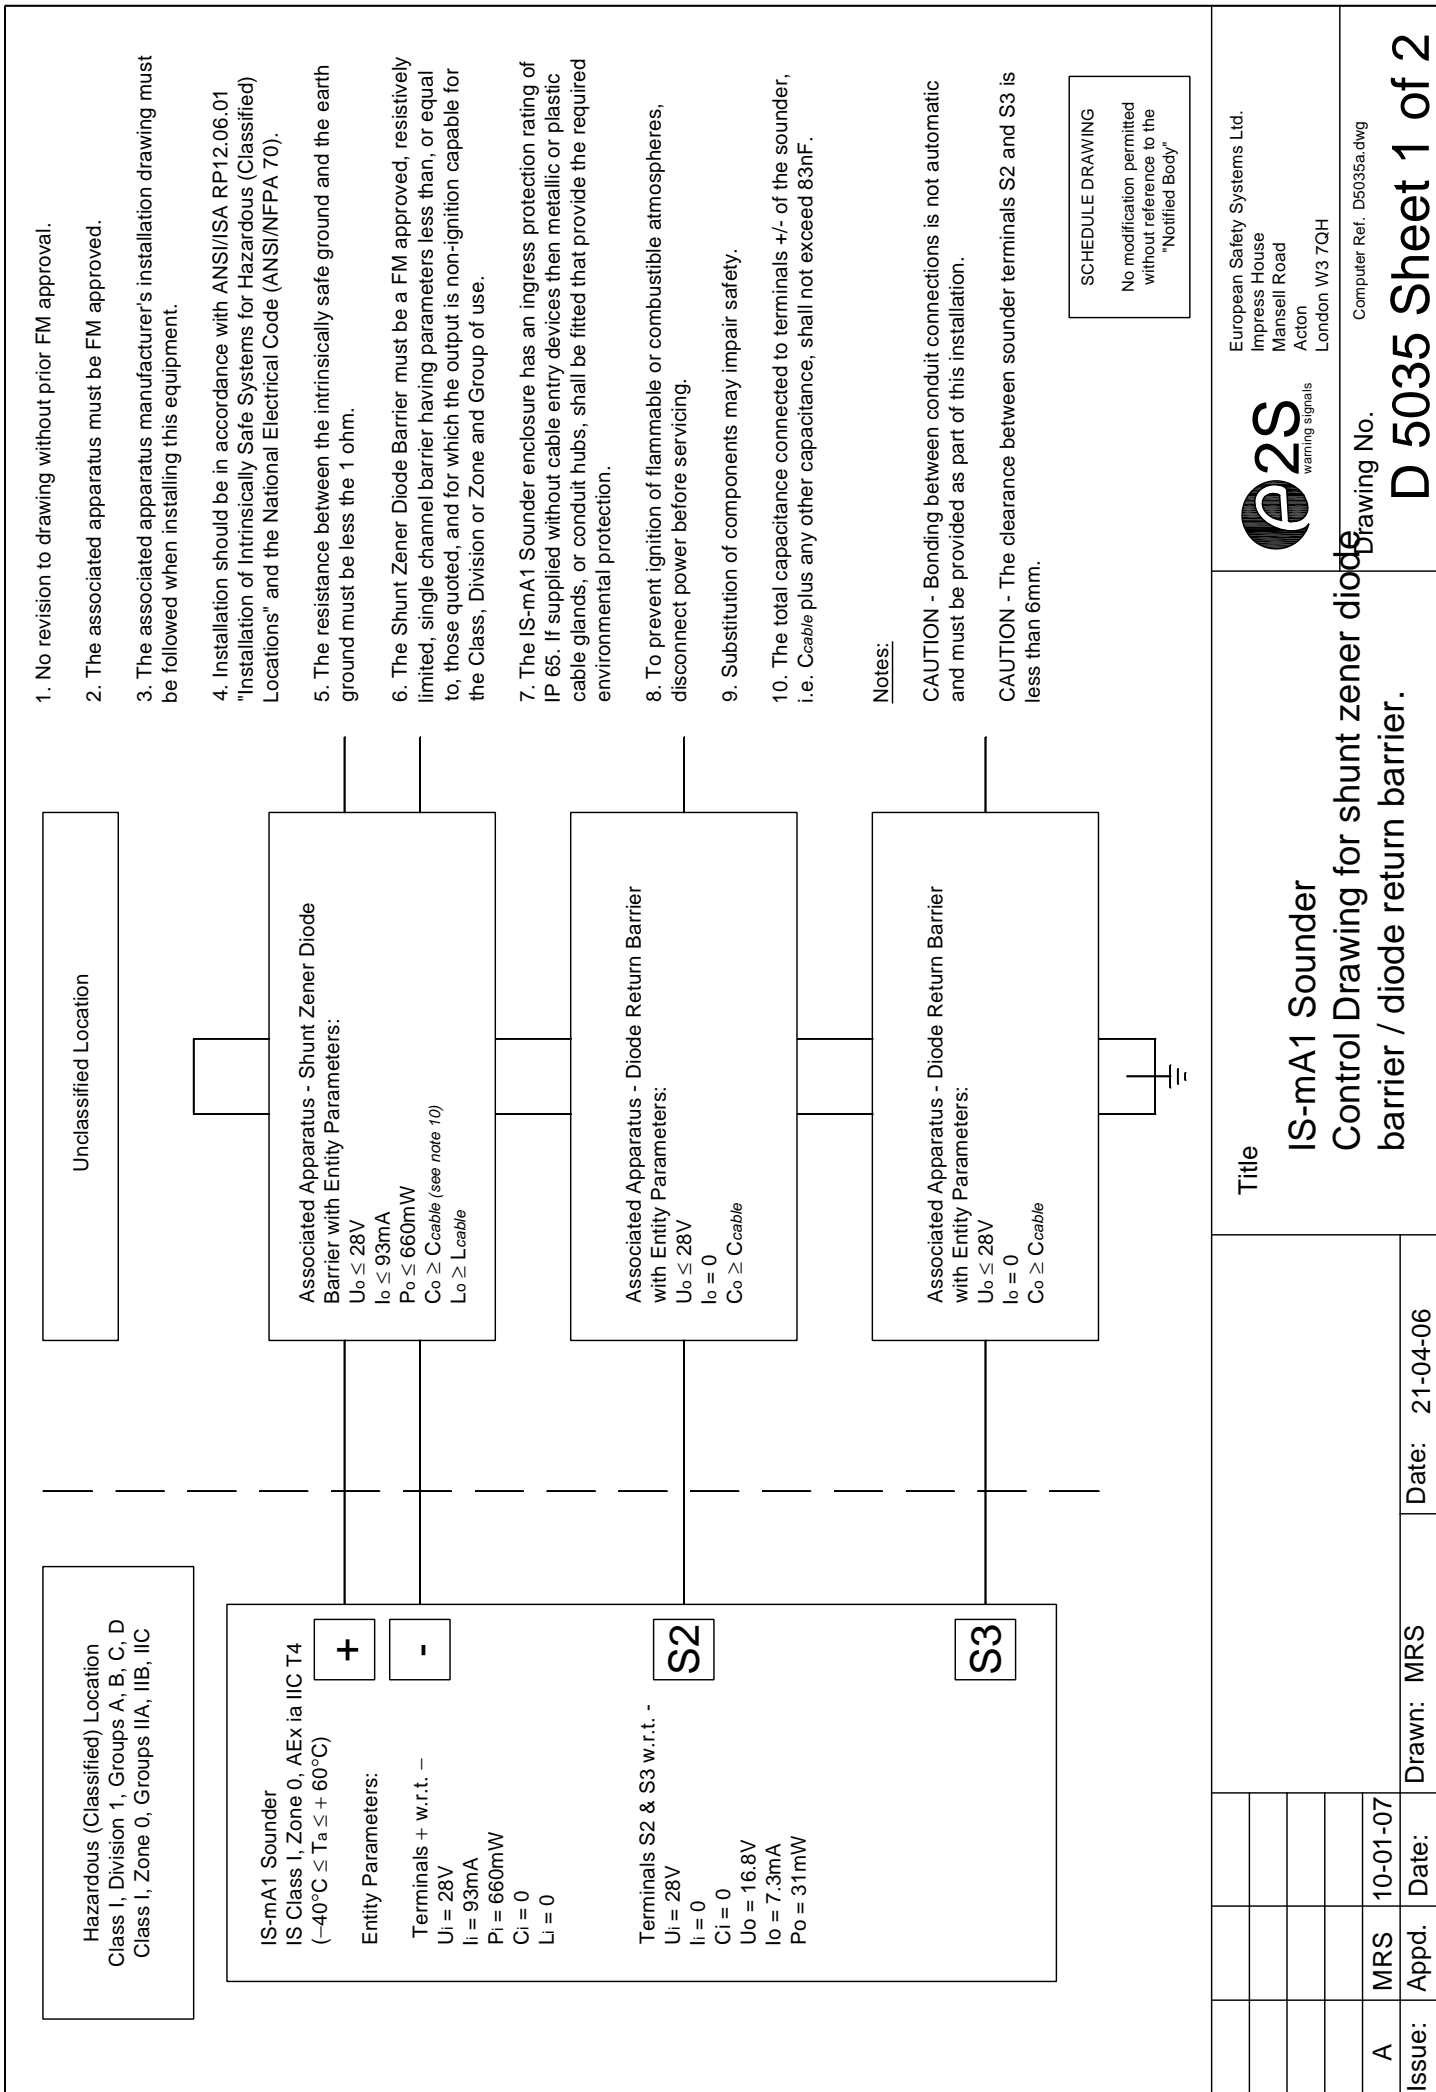 Hazardous (Classified) Location
Class I, Division 1, Groups A, B, C, D
Class I, Zone 0, Groups IIA, IIB, IIC
Unclassified Location
IS-mA1 Sounder
IS Class I, Zone 0, AEx ia IIC T4
(–40°C ≤ Ta ≤ + 60°C)
Entity Parameters:
Terminals + w.r.t. –
Ui = 28V
Ii = 93mA
Pi = 660mW
Ci = 0
Li = 0
Terminals S2 & S3 w.r.t. -
Ui = 28V
Ii = 0
Ci = 0
Uo = 16.8V
Io = 7.3mA
Po = 31mW
+
-
S2
S3
Associated Apparatus - Shunt Zener Diode
Barrier with Entity Parameters:
Uo ≤ 28V
Io ≤ 93mA
Po ≤ 660mW
Co ≥ Ccable (see note 10)
Lo ≥ Lcable
Associated Apparatus - Diode Return Barrier
with Entity Parameters:
Uo ≤ 28V
Io = 0
Co ≥ Ccable
Associated Apparatus - Diode Return Barrier
with Entity Parameters:
Uo ≤ 28V
Io = 0
Co ≥ Ccable
1. No revision to drawing without prior FM approval.
2. The associated apparatus must be FM approved.
3. The associated apparatus manufacturer's installation drawing must
be followed when installing this equipment.
4. Installation should be in accordance with ANSI/ISA RP12.06.01
"Installation of Intrinsically Safe Systems for Hazardous (Classified)
Locations" and the National Electrical Code (ANSI/NFPA 70).
5. The resistance between the intrinsically safe ground and the earth
ground must be less the 1 ohm.
6. The Shunt Zener Diode Barrier must be a FM approved, resistively
limited, single channel barrier having parameters less than, or equal
to, those quoted, and for which the output is non-ignition capable for
the Class, Division or Zone and Group of use.
7. The IS-mA1 Sounder enclosure has an ingress protection rating of
IP 65. If supplied without cable entry devices then metallic or plastic
cable glands, or conduit hubs, shall be fitted that provide the required
environmental protection.
8. To prevent ignition of flammable or combustible atmospheres,
disconnect power before servicing.
9. Substitution of components may impair safety.
10. The total capacitance connected to terminals +/- of the sounder,
i.e. Ccable plus any other capacitance, shall not exceed 83nF.
Notes:
CAUTION - Bonding between conduit connections is not automatic
and must be provided as part of this installation.
CAUTION - The clearance between sounder terminals S2 and S3 is
less than 6mm.
SCHEDULE DRAWING
No modification permitted
without reference to the
"Notified Body"
A MRS 10-01-07
Issue: Appd. Date: Drawn: MRS Date: 21-04-06
Title
IS-mA1 Sounder
Control Drawing for shunt zener diode
barrier / diode return barrier.
e2S
warning signals
European Safety Systems Ltd.
Impress House
Mansell Road
Acton
London W3 7QH
Drawing No.
Computer Ref. D5035a.dwg
D 5035 Sheet 1 of 2